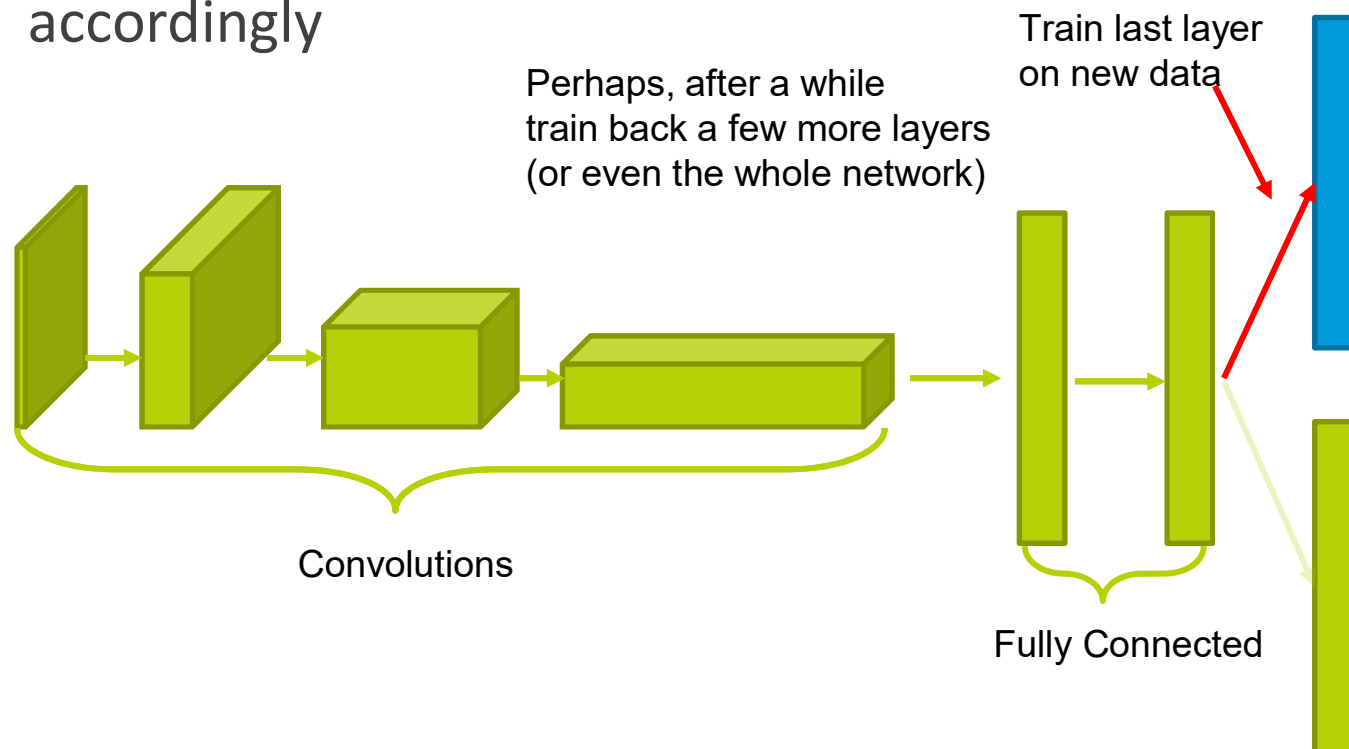 accordingly
Train last layer
on new data
Perhaps, after a while
train back a few more layers
(or even the whole network)
Convolutions
Fully Connected